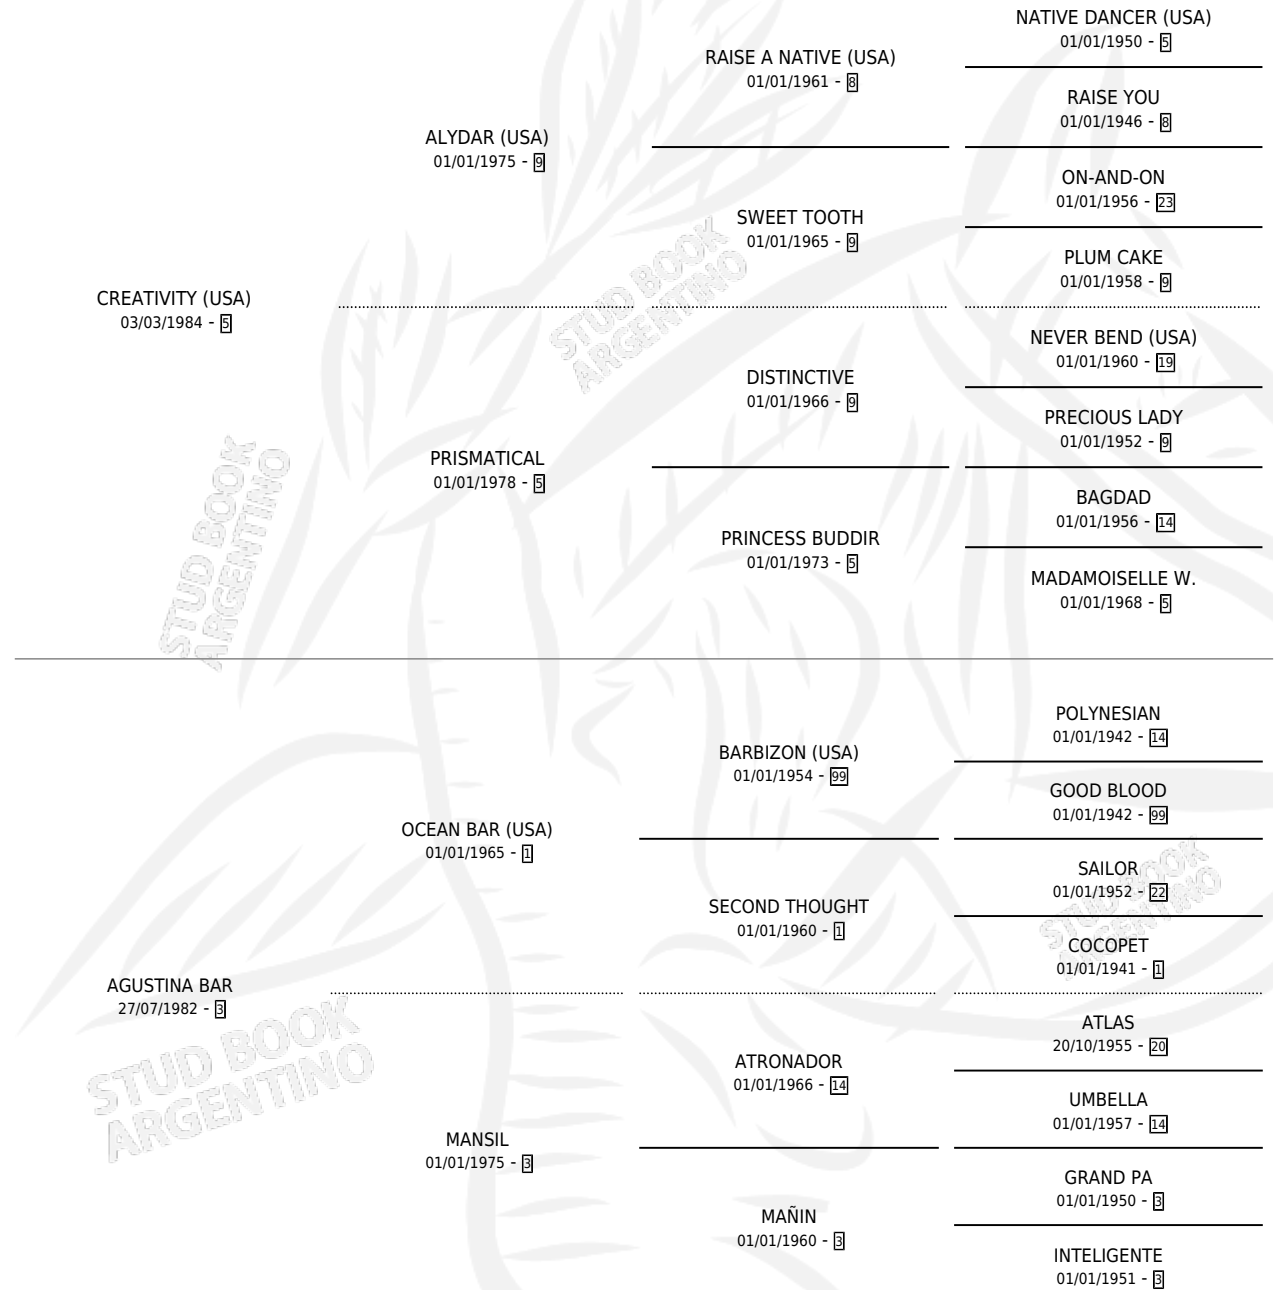 NATIVE DANCER (USA)
01/01/1950 - 5
RAISE A NATIVE (USA)
01/01/1961 - 8
RAISE YOU
01/01/1946 - 8
ALYDAR (USA)
01/01/1975 - 9
ON-AND-ON
01/01/1956 - 23
SWEET TOOTH
01/01/1965 - 9
PLUM CAKE
01/01/1958 - 9
CREATIVITY (USA)
03/03/1984 - 5
NEVER BEND (USA)
01/01/1960 - 19
DISTINCTIVE
01/01/1966 - 9
PRECIOUS LADY
01/01/1952 - 9
PRISMATICAL
01/01/1978 - 5
BAGDAD
01/01/1956 - 14
PRINCESS BUDDIR
01/01/1973 - 5
MADAMOISELLE W.
01/01/1968 - 5
STUD BOOK
ARGENTINO
STUD BOOK
ARGENTINO
POLYNESIAN
01/01/1942 - 14
BARBIZON (USA)
01/01/1954 - 99
GOOD BLOOD
01/01/1942 - 99
OCEAN BAR (USA)
01/01/1965 - 1
SAILOR
01/01/1952 - 22
SECOND THOUGHT
01/01/1960 - 1
COCOPET
01/01/1941 - 1
AGUSTINA BAR
27/07/1982 - 3
ATLAS
20/10/1955 - 20
ATRONADOR
01/01/1966 - 14
UMBELLA
01/01/1957 - 14
MANSIL
01/01/1975 - 3
GRAND PA
01/01/1950 - 3
MAÑIN
01/01/1960 - 3
INTELIGENTE
01/01/1951 - 3
STUD BOOK
ARGENTINO
STUD BOOK
ARGENTINO